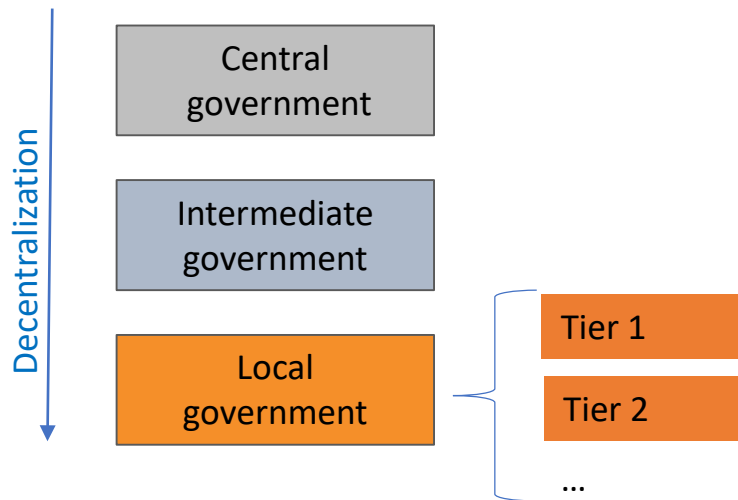 Decentralization
Central
government
Intermediate
government
Local
government
Tier 1
Tier 2
...